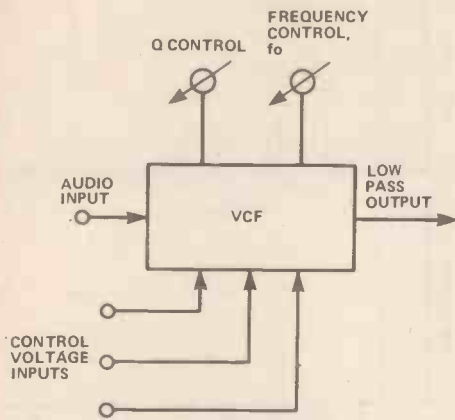 Q CONTROL
FREQUENCY
CONTROL,
fo
AUDIO
INPUT
VCF
LOW
PASS
OUTPUT
CONTROL
VOLTAGE
INPUTS